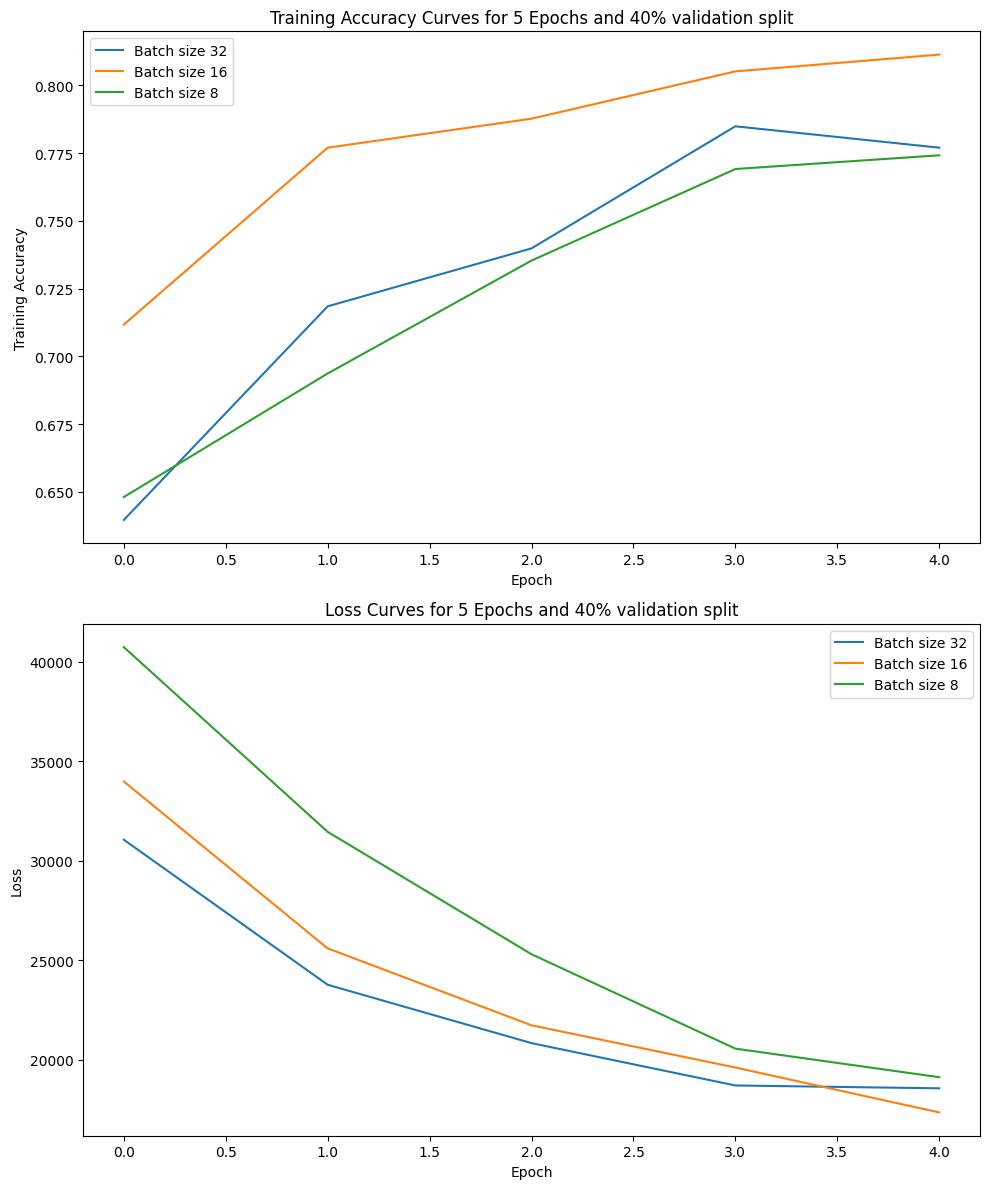 Training Accuracy Curves for 5 Epochs and 40% validation split
Batch size 32
Batch size 16
Batch size 8
Training Accuracy
0.800
0.775
0.750
0.725
0.700
0.675
0.650
0.0 0.5 1.0 1.5 2.0 2.5 3.0 3.5 4.0
Epoch
Loss Curves for 5 Epochs and 40% validation split
Batch size 32
Batch size 16
Batch size 8
Loss
40000
35000
30000
25000
20000
0.0 0.5 1.0 1.5 2.0 2.5 3.0 3.5 4.0
Epoch